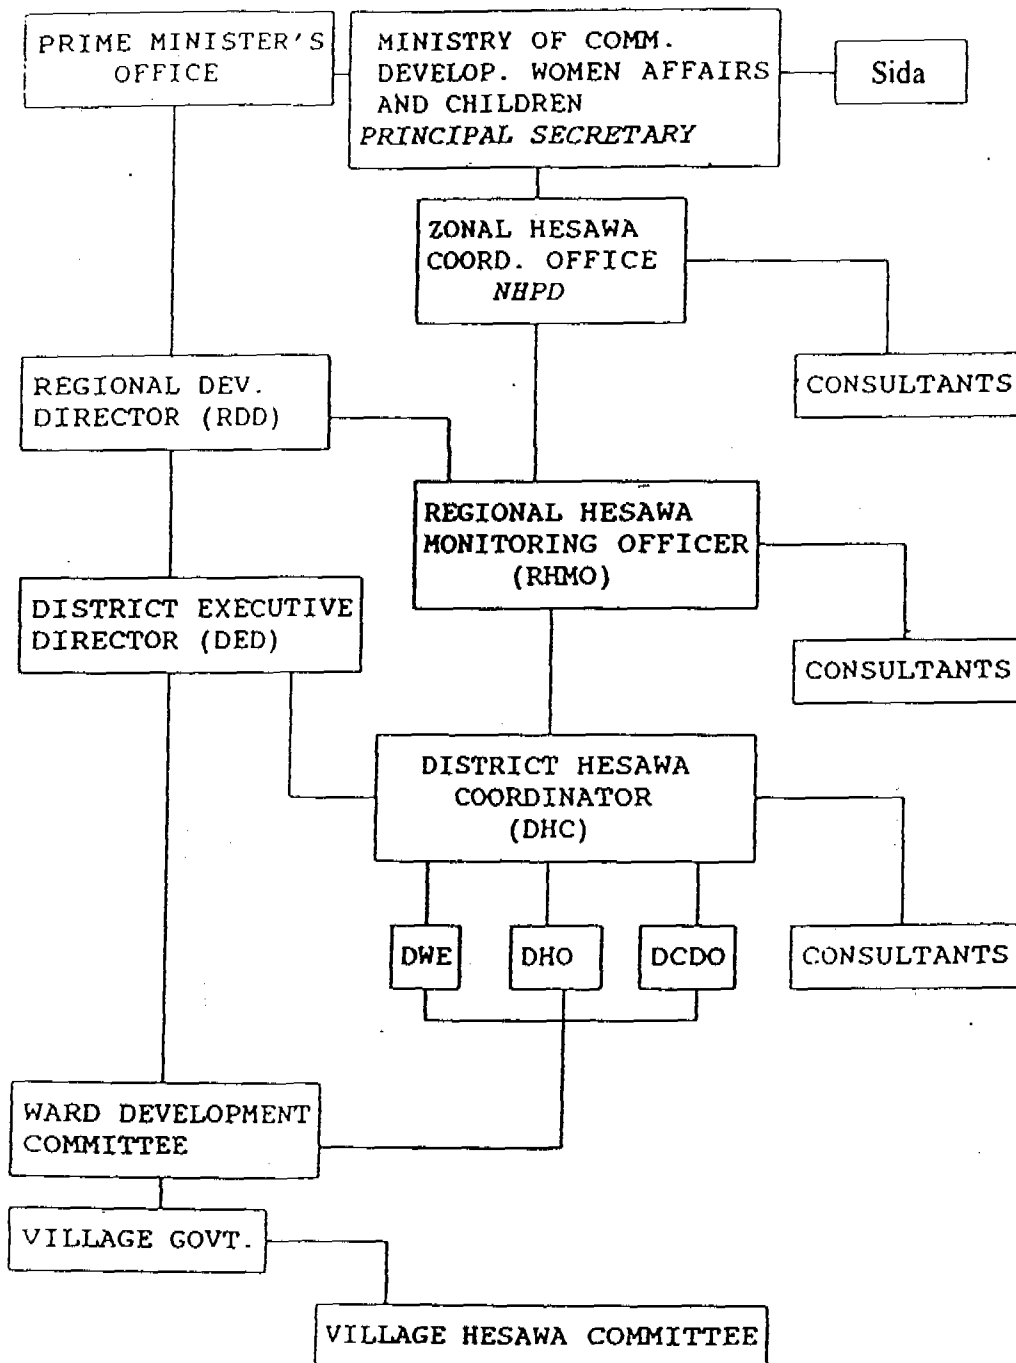 PRIME MINISTER'S
OFFICE
MINISTRY OF COMM.
DEVELOP. WOMEN AFFAIRS
AND CHILDREN
PRINCIPAL SECRETARY
Sida
ZONAL HESAWA
COORD. OFFICE
NHPD
CONSULTANTS
REGIONAL DEV.
DIRECTOR (RDD)
REGIONAL HESAWA
MONITORING OFFICER
(RHMO)
CONSULTANTS
DISTRICT EXECUTIVE
DIRECTOR (DED)
DISTRICT HESAWA
COORDINATOR
(DHC)
DWE
DHO
DCDO
CONSULTANTS
WARD DEVELOPMENT
COMMITTEE
VILLAGE GOVT.
VILLAGE HESAWA COMMITTEE